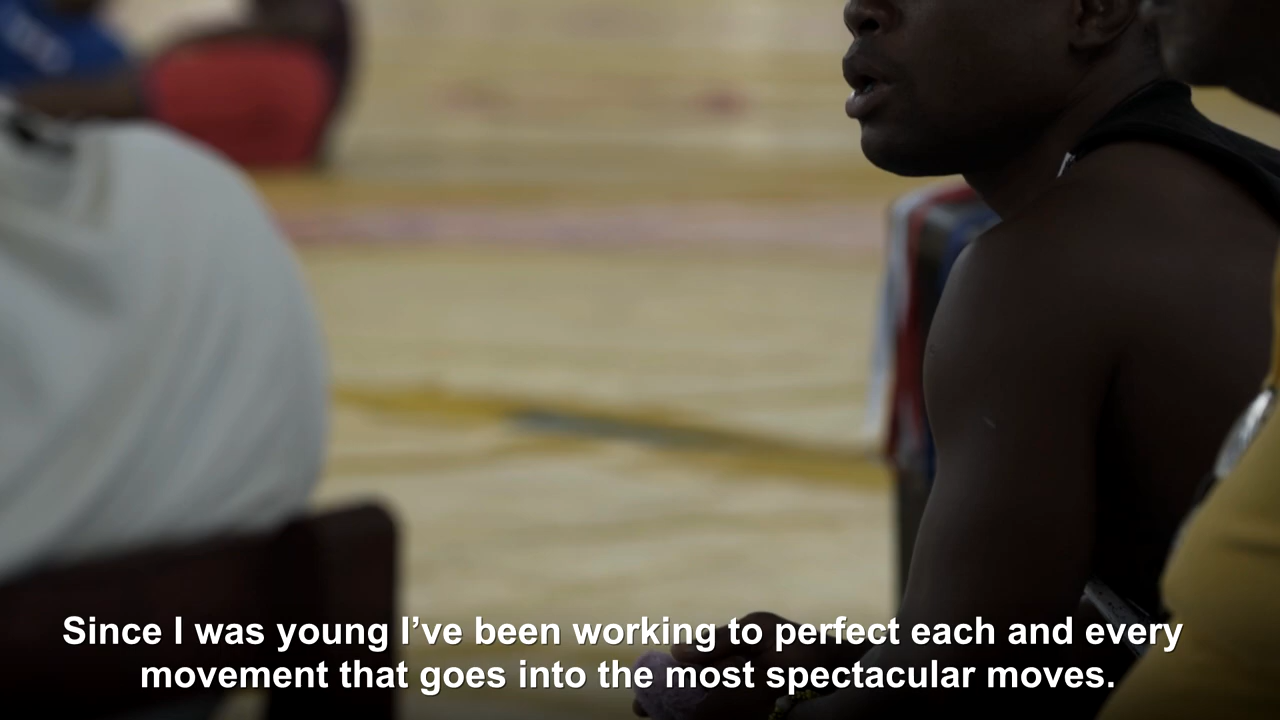 Since I was young I’ve been working to perfect each and every
movement that goes into the most spectacular moves.